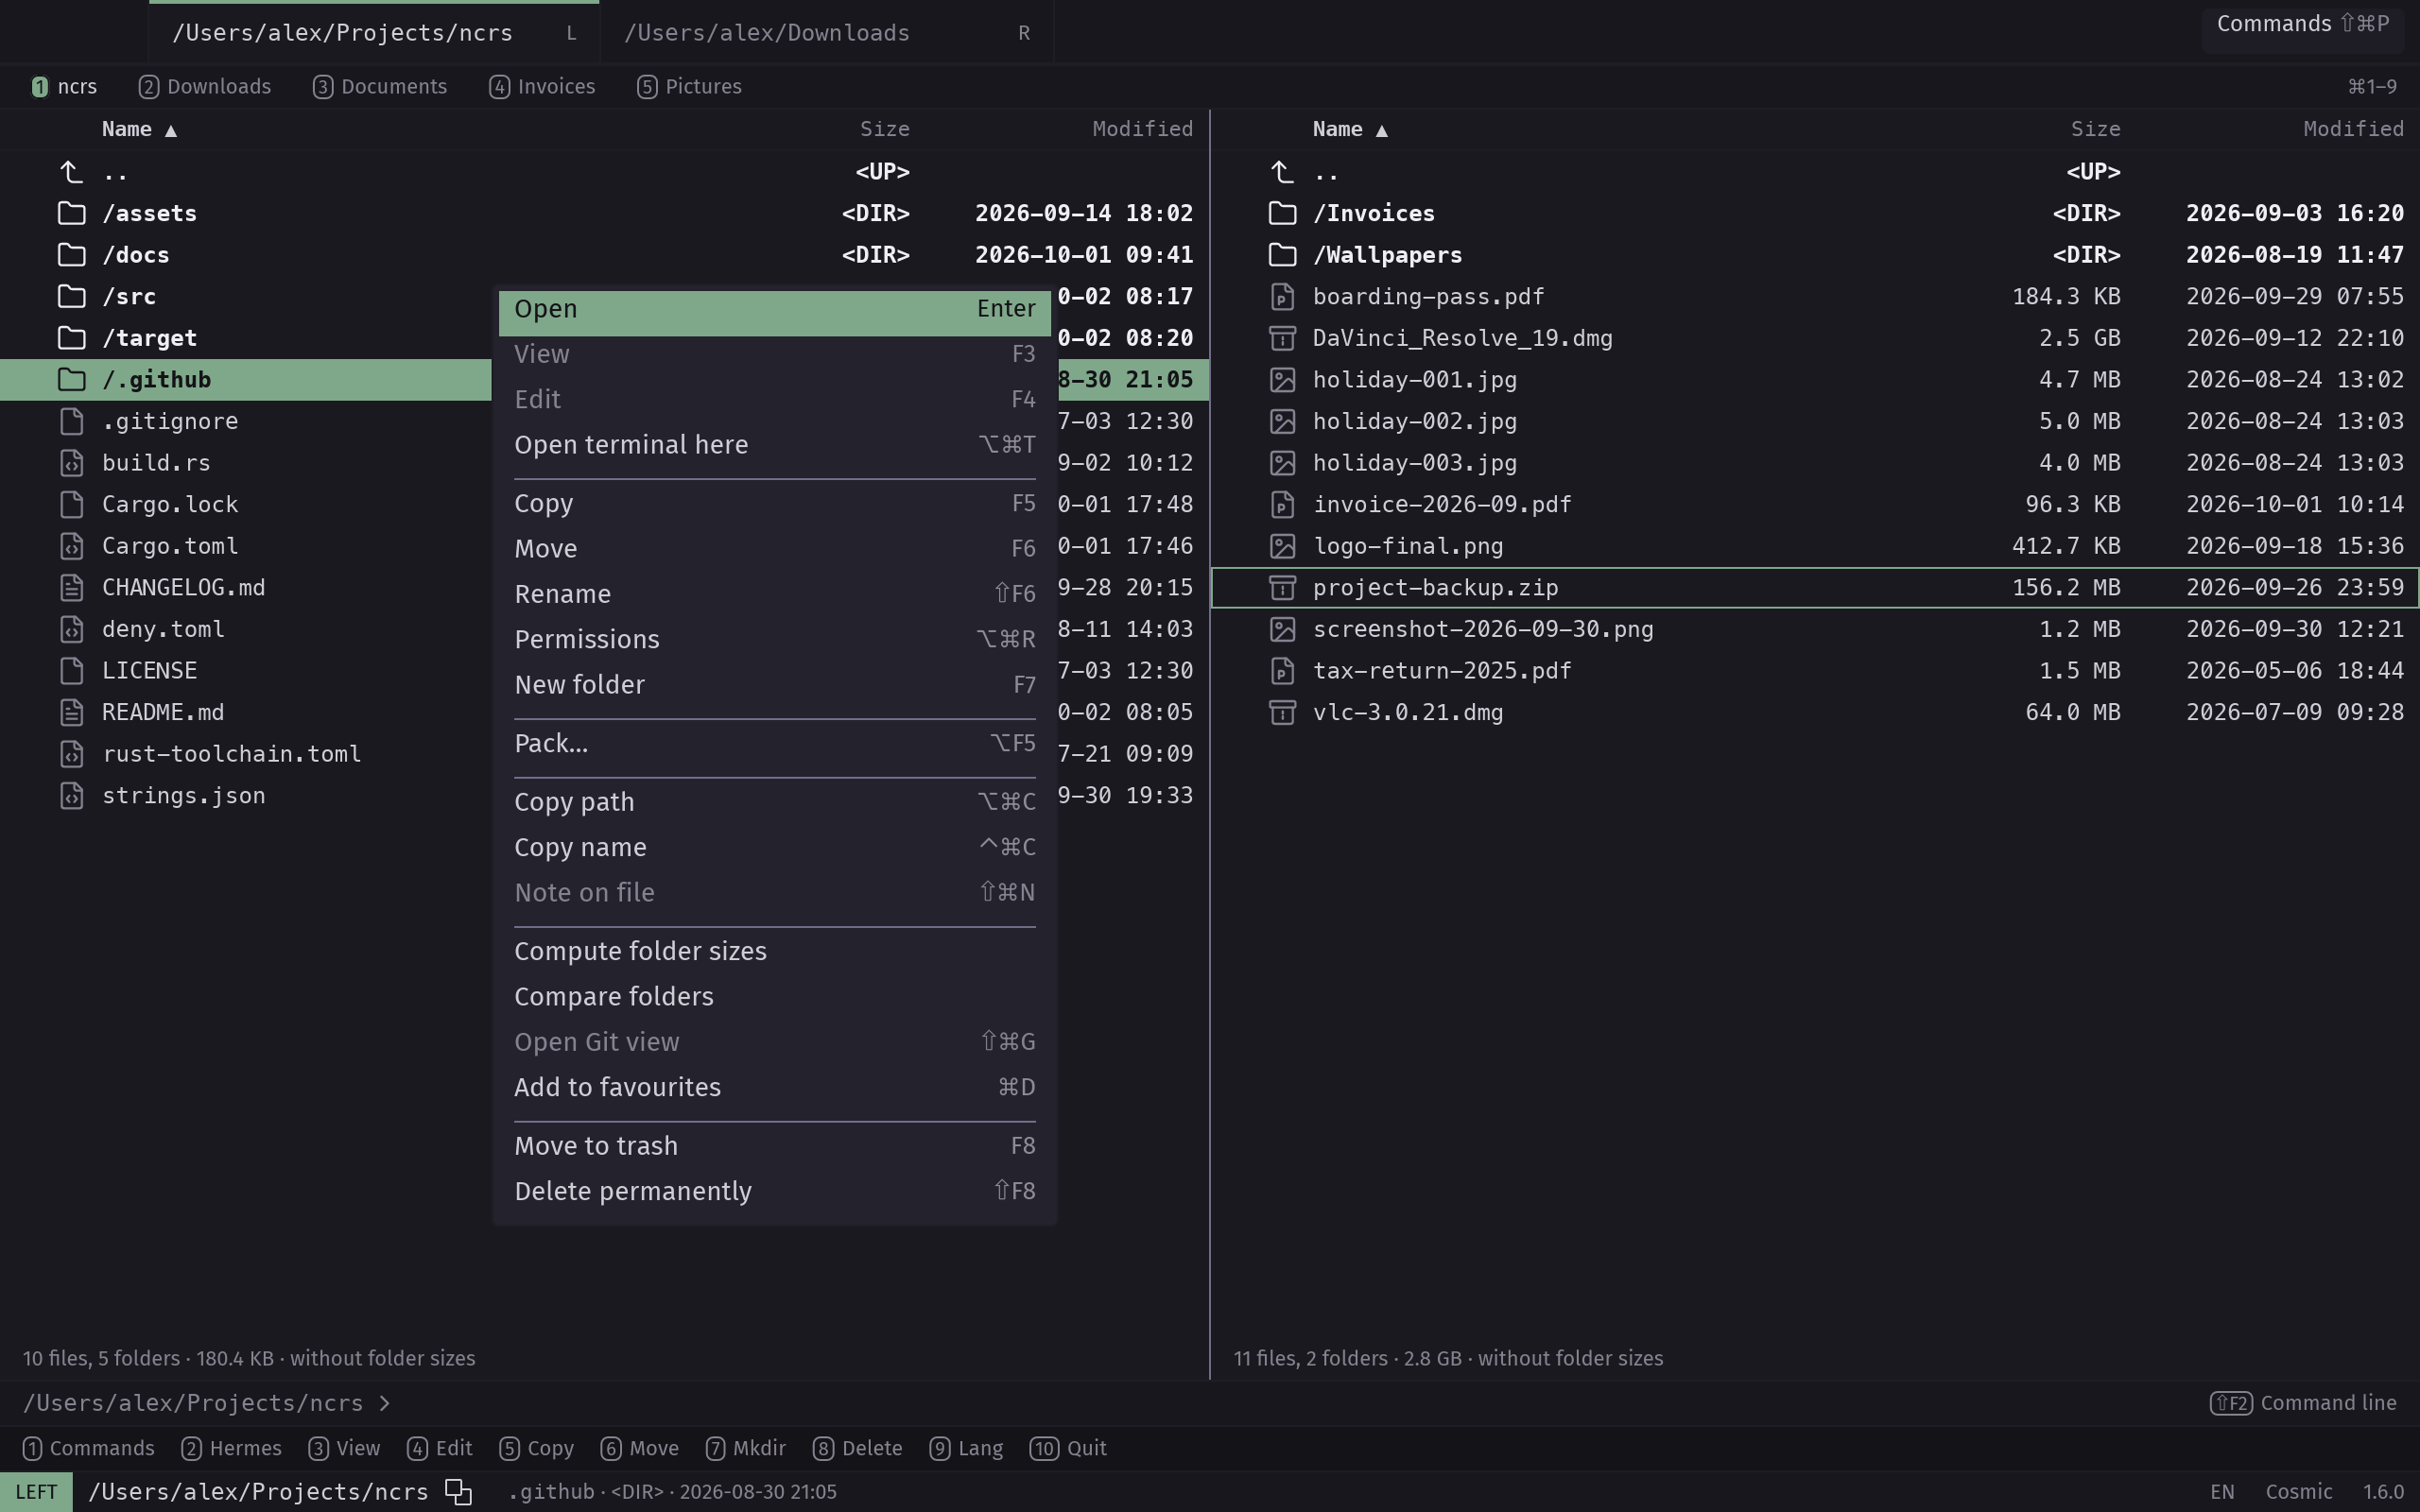 /Users/alex/Projects/ncrs L /Users/alex/Downloads R Commands ⇧⌘P
1 ncrs 2 Downloads 3 Documents 4 Invoices 5 Pictures ⌘1–9
Name ▲ Size Modified
.. <UP>
/assets <DIR> 2026-09-14 18:02
/docs <DIR> 2026-10-01 09:41
/src 0-02 08:17
/target 0-02 08:20
/.github 8-30 21:05
.gitignore 7-03 12:30
build.rs 9-02 10:12
Cargo.lock 0-01 17:48
Cargo.toml 0-01 17:46
CHANGELOG.md 9-28 20:15
deny.toml 8-11 14:03
LICENSE 7-03 12:30
README.md 0-02 08:05
rust-toolchain.toml 7-21 09:09
strings.json 9-30 19:33
Open Enter
View F3
Edit F4
Open terminal here ⌥⌘T
Copy F5
Move F6
Rename ⇧F6
Permissions ⌥⌘R
New folder F7
Pack... ⌥F5
Copy path ⌥⌘C
Copy name ^⌘C
Note on file ⇧⌘N
Compute folder sizes
Compare folders
Open Git view ⇧⌘G
Add to favourites ⌘D
Move to trash F8
Delete permanently ⇧F8
10 files, 5 folders · 180.4 KB · without folder sizes
Name ▲ Size Modified
.. <UP>
/Invoices <DIR> 2026-09-03 16:20
/Wallpapers <DIR> 2026-08-19 11:47
boarding-pass.pdf 184.3 KB 2026-09-29 07:55
DaVinci_Resolve_19.dmg 2.5 GB 2026-09-12 22:10
holiday-001.jpg 4.7 MB 2026-08-24 13:02
holiday-002.jpg 5.0 MB 2026-08-24 13:03
holiday-003.jpg 4.0 MB 2026-08-24 13:03
invoice-2026-09.pdf 96.3 KB 2026-10-01 10:14
logo-final.png 412.7 KB 2026-09-18 15:36
project-backup.zip 156.2 MB 2026-09-26 23:59
screenshot-2026-09-30.png 1.2 MB 2026-09-30 12:21
tax-return-2025.pdf 1.5 MB 2026-05-06 18:44
vlc-3.0.21.dmg 64.0 MB 2026-07-09 09:28
11 files, 2 folders · 2.8 GB · without folder sizes
/Users/alex/Projects/ncrs > ⇧F2 Command line
1 Commands 2 Hermes 3 View 4 Edit 5 Copy 6 Move 7 Mkdir 8 Delete 9 Lang 10 Quit
LEFT /Users/alex/Projects/ncrs .github · <DIR> · 2026-08-30 21:05 EN Cosmic 1.6.0